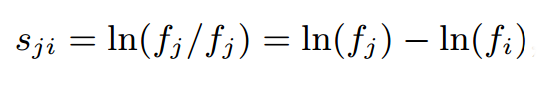 s_{ji} = ln(f_j/f_j) = ln(f_j) − ln(f_i)